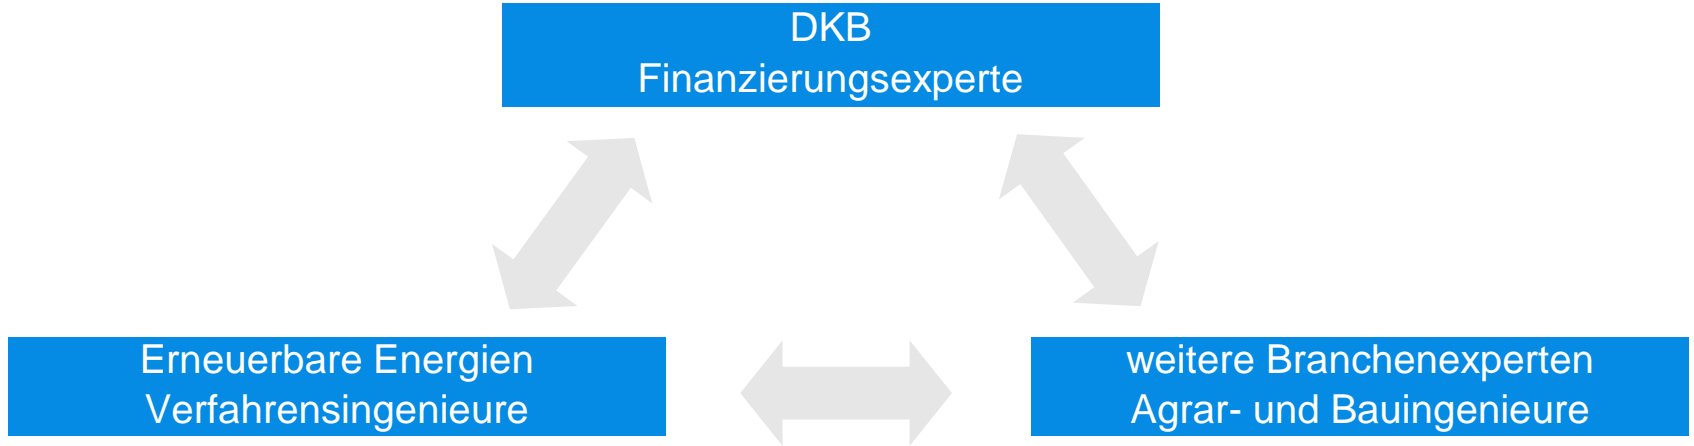 DKB
Finanzierungsexperte
Erneuerbare Energien
Verfahrensingenieure
weitere Branchenexperten
Agrar- und Bauingenieure